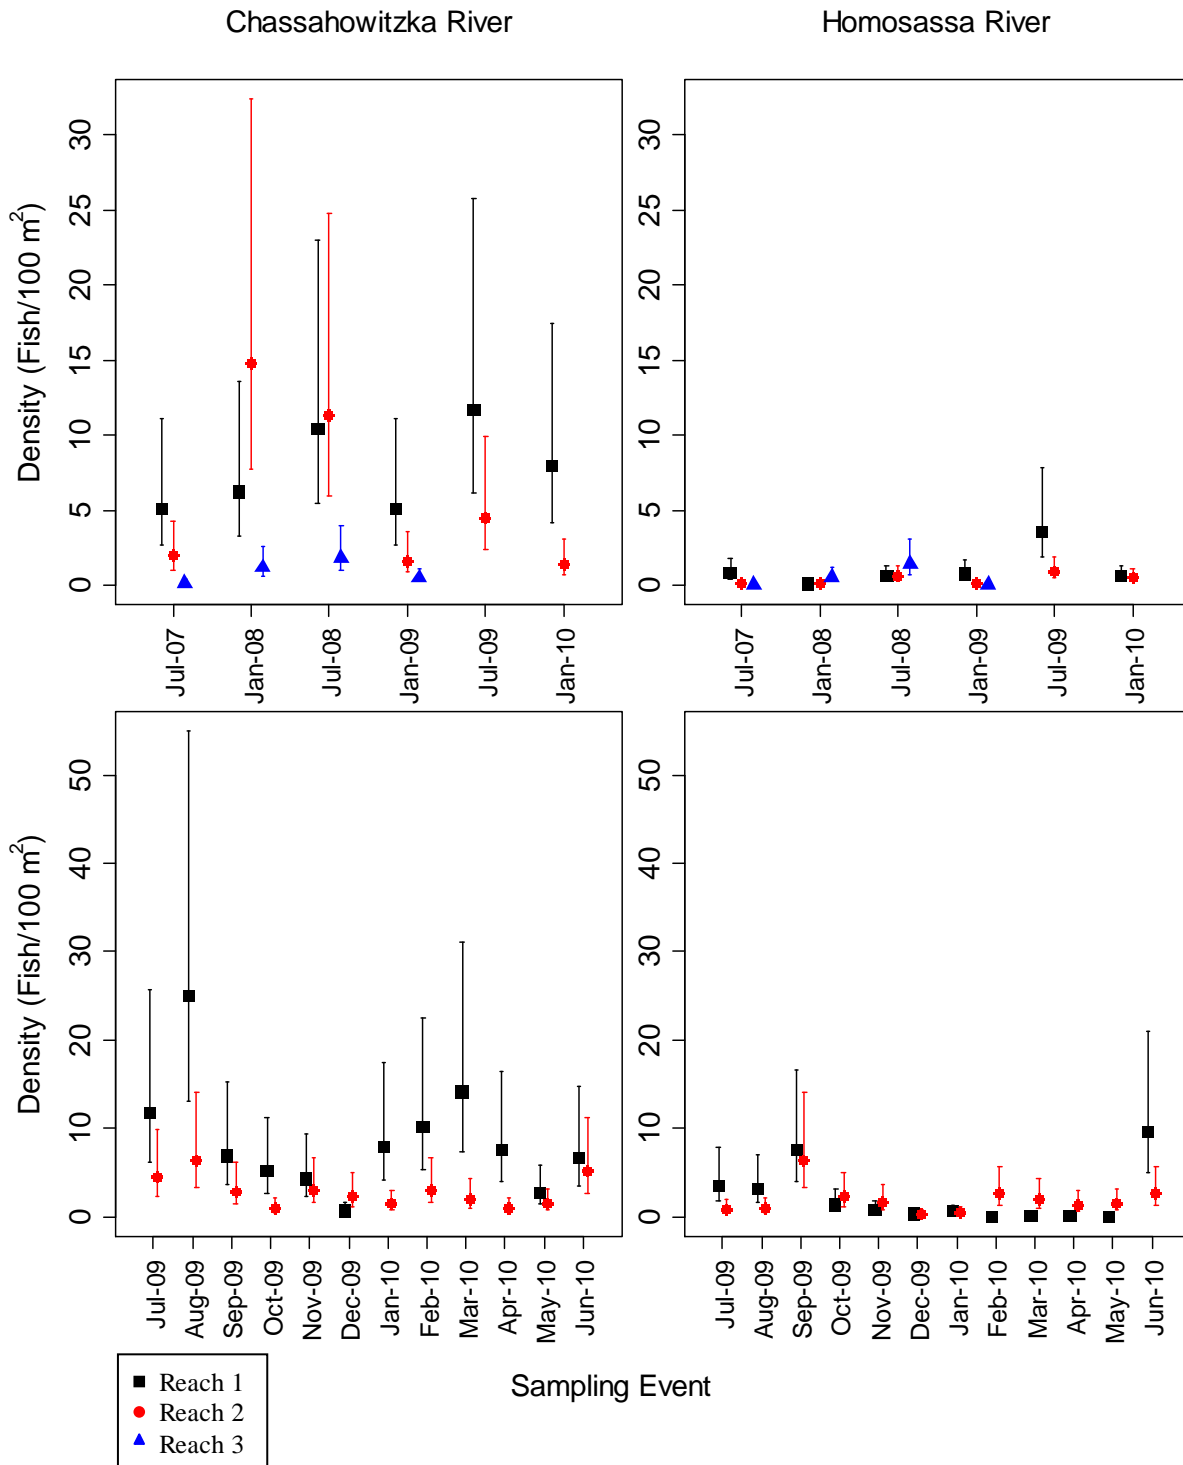 Chassahowitzka River
Homosassa River
Density (Fish/100 m²)
0
5
10
15
20
25
30
Jul-07
Jan-08
Jul-08
Jan-09
Jul-09
Jan-10
0
5
10
15
20
25
30
Jul-07
Jan-08
Jul-08
Jan-09
Jul-09
Jan-10
Density (Fish/100 m²)
0
10
20
30
40
50
Jul-09
Aug-09
Sep-09
Oct-09
Nov-09
Dec-09
Jan-10
Feb-10
Mar-10
Apr-10
May-10
Jun-10
0
10
20
30
40
50
Jul-09
Aug-09
Sep-09
Oct-09
Nov-09
Dec-09
Jan-10
Feb-10
Mar-10
Apr-10
May-10
Jun-10
Sampling Event
Reach 1
Reach 2
Reach 3